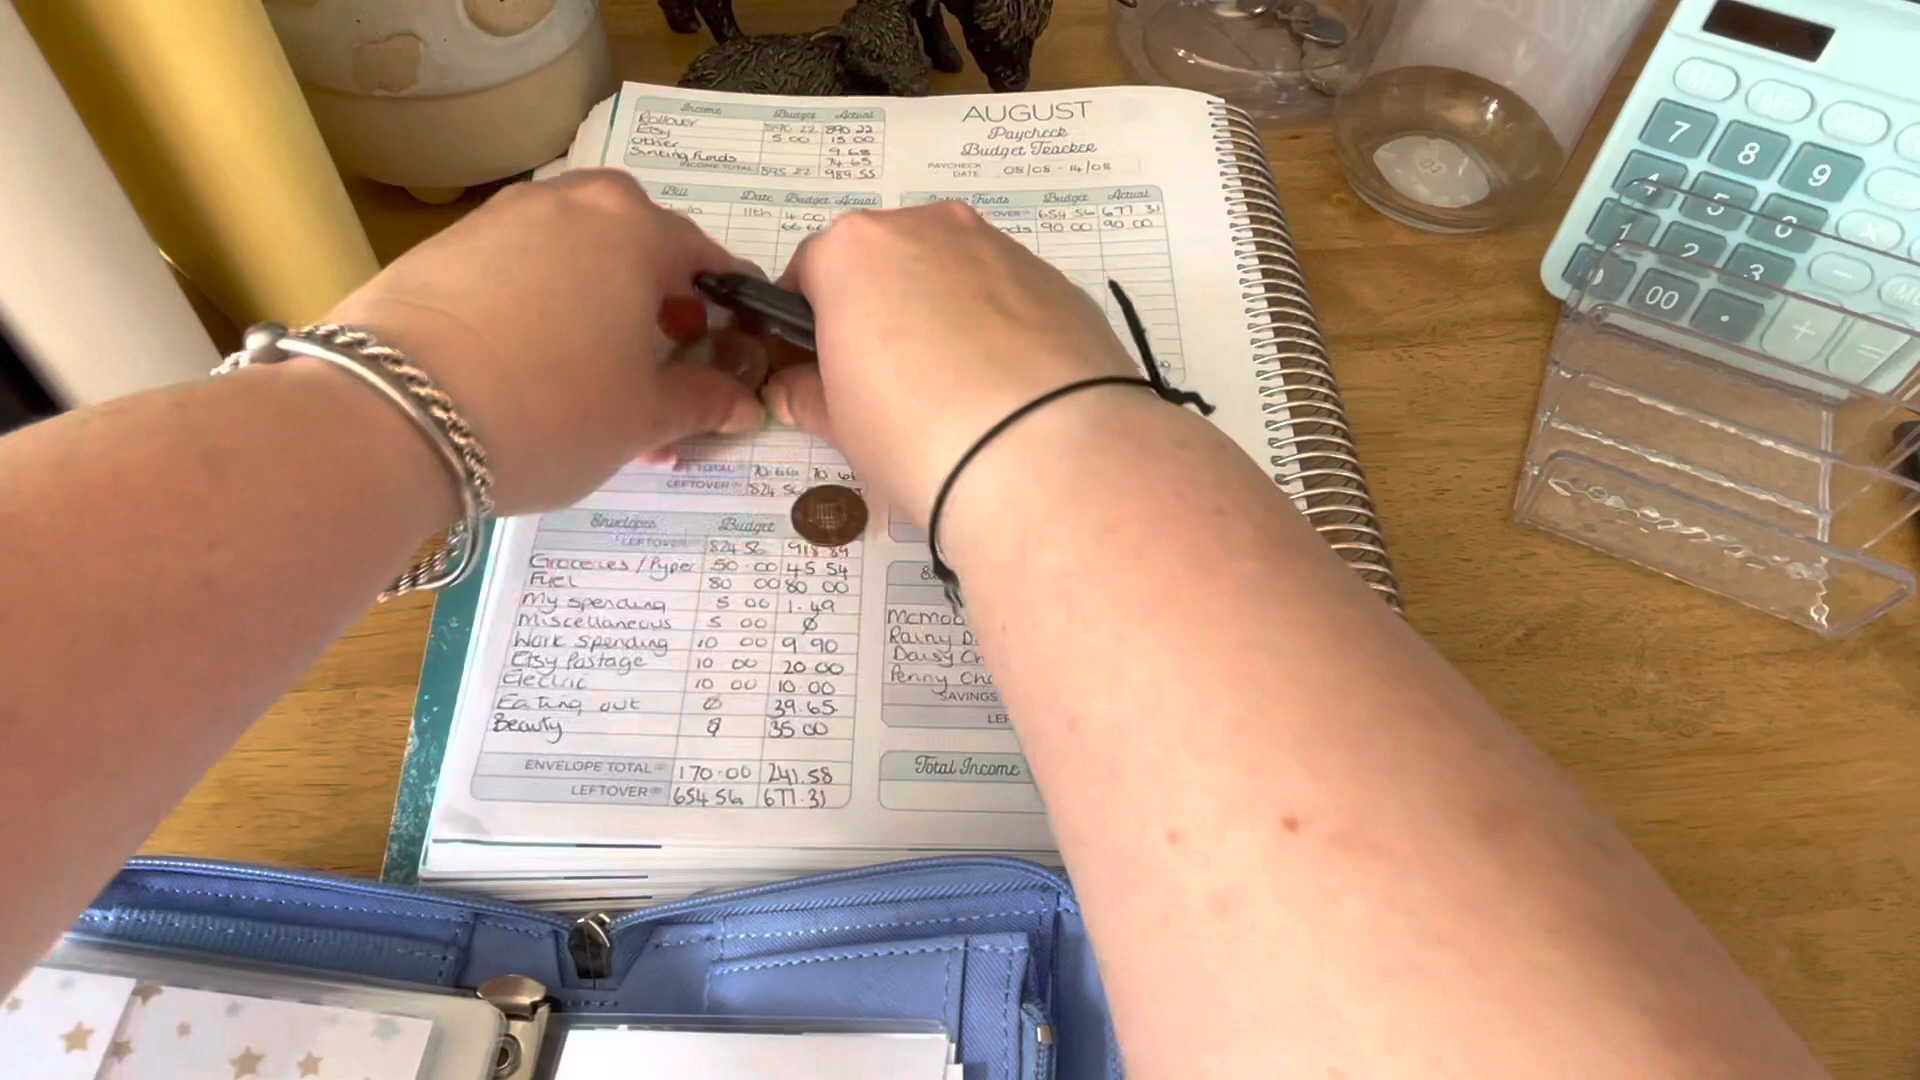 Income Budget Actual
Rollover 890 22 890 22
Etsy 5 00 15 00
Other 9 68
Sinking Funds 74 65
INCOME TOTAL 895 22 989 55
AUGUST
Paycheck
Budget Tracker
PAYCHECK
DATE 08/08 - 14/08
Bill Date Budget Actual
11th 4 00
66 66
Funds Budget Actual
OVER 654 56 677 31
90 00 90 00
TOTAL 70 66 70 66
LEFTOVER 824 56
Envelopes Budget
LEFTOVER 824 56 918 89
Groceries / Pyper 50 00 45 54
Fuel 80 00 80 00
My spending 5 00 1.49
Miscellaneous 5 00 Ø
Work spending 10 00 9 90
Etsy Postage 10 00 20 00
Electric 10 00 10 00
Eating out Ø 39.65
Beauty Ø 35 00
ENVELOPE TOTAL = 170.00 241.58
LEFTOVER = 654 56 677.31
Rainy D
Daisy Ch
Penny Cha
SAVINGS
LEF
Total Income
7 8 9
4 5 6 ×
1 2 3 −
00 . + =